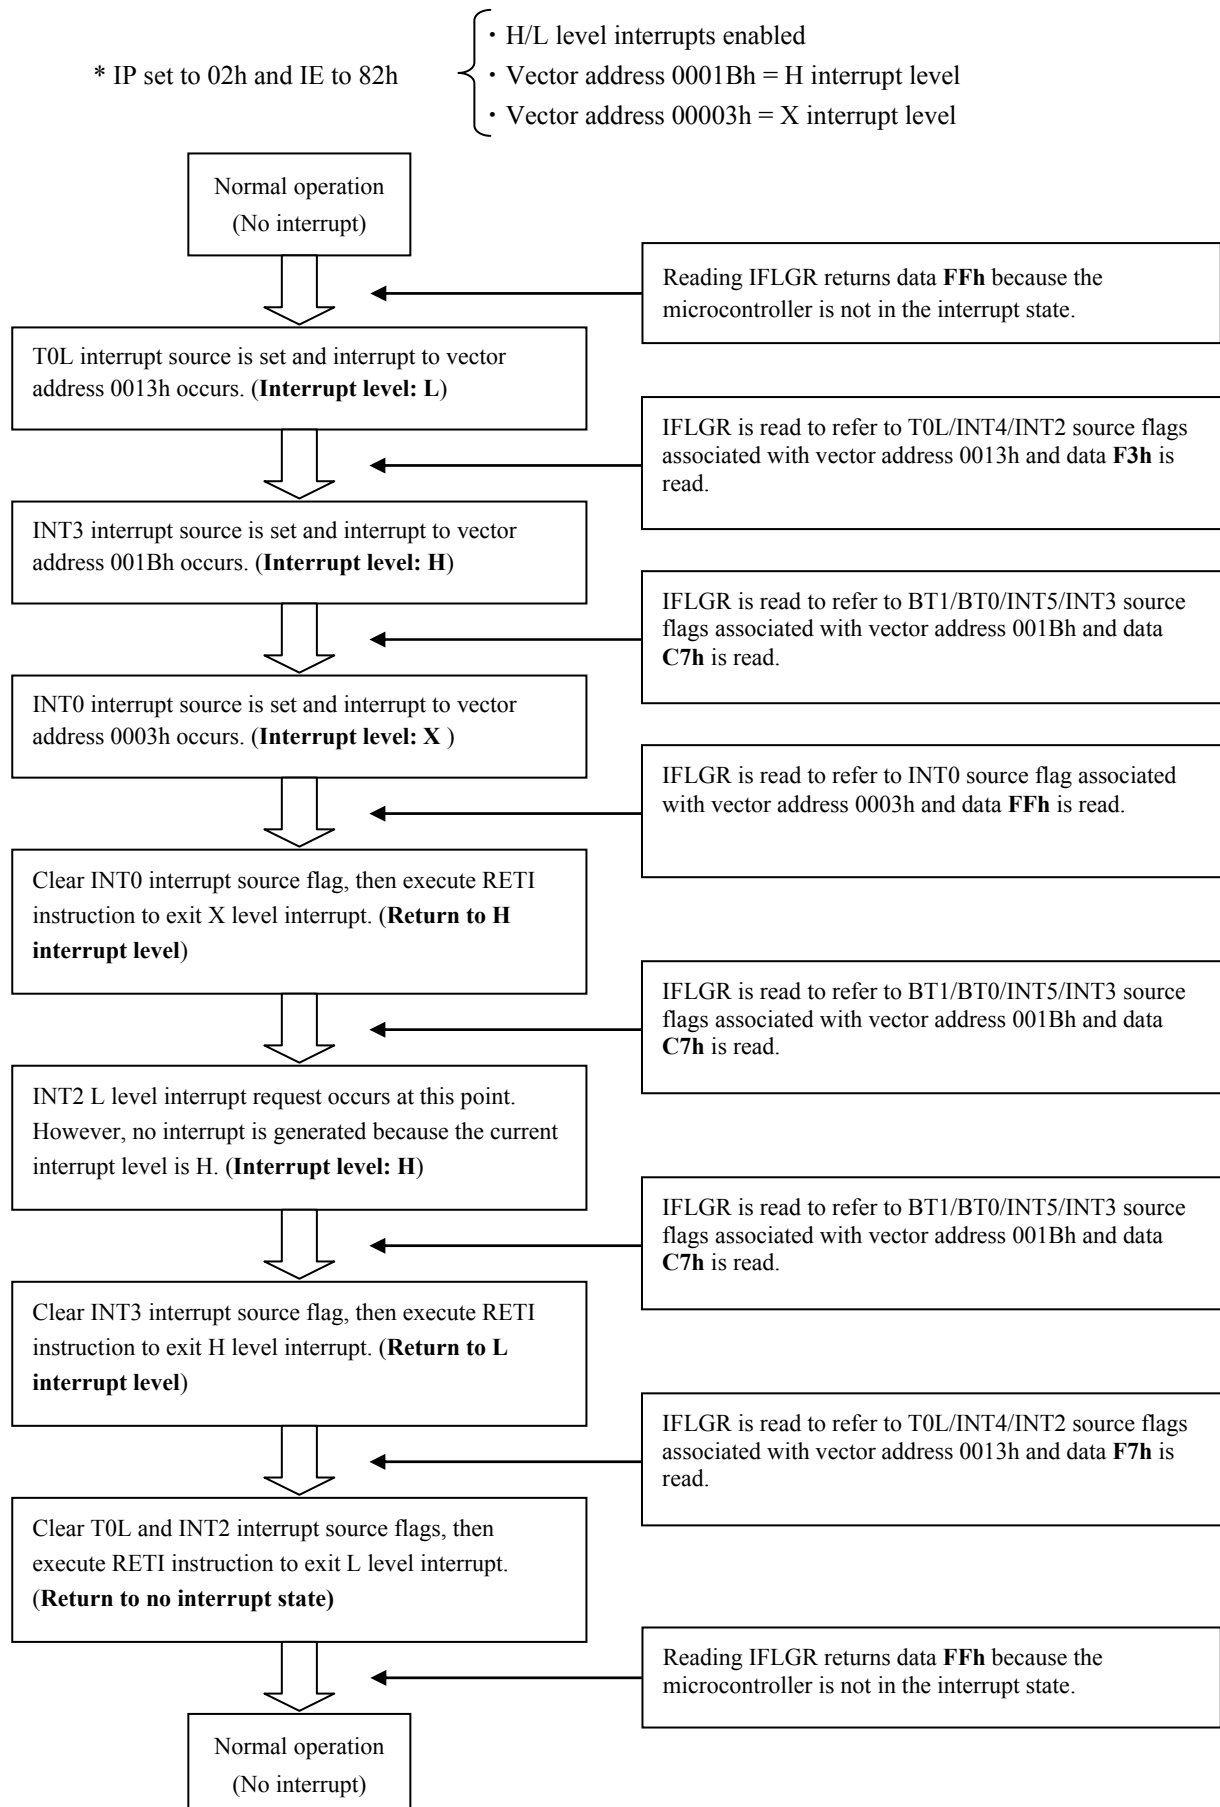 * IP set to 02h and IE to 82h
・ H/L level interrupts enabled
・ Vector address 0001Bh = H interrupt level
・ Vector address 00003h = X interrupt level
Normal operation
(No interrupt)
Reading IFLGR returns data FFh because the
microcontroller is not in the interrupt state.
T0L interrupt source is set and interrupt to vector
address 0013h occurs. (Interrupt level: L)
IFLGR is read to refer to T0L/INT4/INT2 source flags
associated with vector address 0013h and data F3h is
read.
INT3 interrupt source is set and interrupt to vector
address 001Bh occurs. (Interrupt level: H)
IFLGR is read to refer to BT1/BT0/INT5/INT3 source
flags associated with vector address 001Bh and data
C7h is read.
INT0 interrupt source is set and interrupt to vector
address 0003h occurs. (Interrupt level: X )
IFLGR is read to refer to INT0 source flag associated
with vector address 0003h and data FFh is read.
Clear INT0 interrupt source flag, then execute RETI
instruction to exit X level interrupt. (Return to H
interrupt level)
IFLGR is read to refer to BT1/BT0/INT5/INT3 source
flags associated with vector address 001Bh and data
C7h is read.
INT2 L level interrupt request occurs at this point.
However, no interrupt is generated because the current
interrupt level is H. (Interrupt level: H)
IFLGR is read to refer to BT1/BT0/INT5/INT3 source
flags associated with vector address 001Bh and data
C7h is read.
Clear INT3 interrupt source flag, then execute RETI
instruction to exit H level interrupt. (Return to L
interrupt level)
IFLGR is read to refer to T0L/INT4/INT2 source flags
associated with vector address 0013h and data F7h is
read.
Clear T0L and INT2 interrupt source flags, then
execute RETI instruction to exit L level interrupt.
(Return to no interrupt state)
Reading IFLGR returns data FFh because the
microcontroller is not in the interrupt state.
Normal operation
(No interrupt)